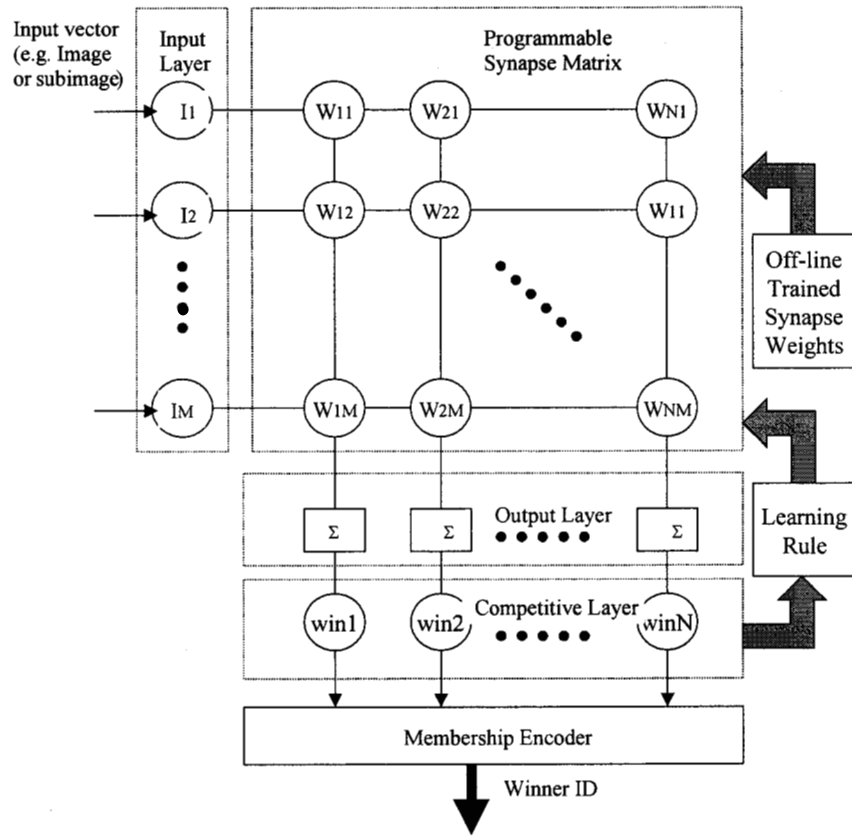 Input vector
(e.g. Image
or subimage)
Input
Layer
Programmable
Synapse Matrix
I1
W11
W21
WN1
I2
W12
W22
W11
Off-line
Trained
Synapse
Weights
IM
W1M
W2M
WNM
Output Layer
Σ
Σ
Σ
Learning
Rule
Competitive Layer
win1
win2
winN
Membership Encoder
Winner ID